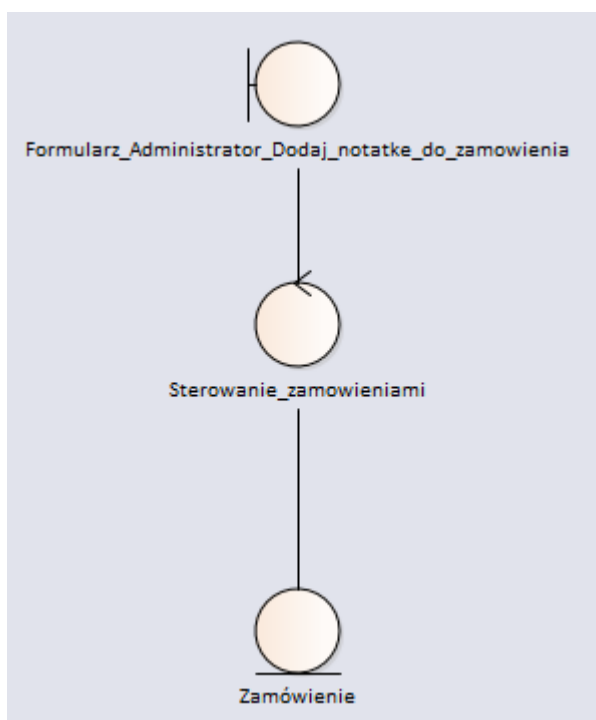 Formularz_Administrator_Dodaj_notatke_do_zamowienia
Sterowanie_zamowieniami
Zamówienie